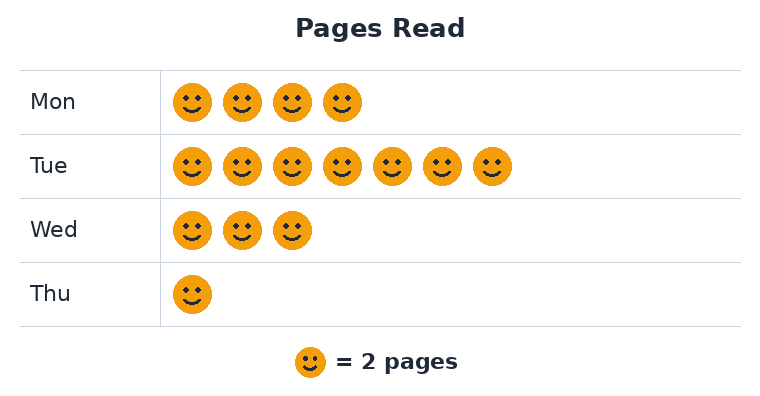 Pages Read
Mon
Tue
Wed
Thu
= 2 pages